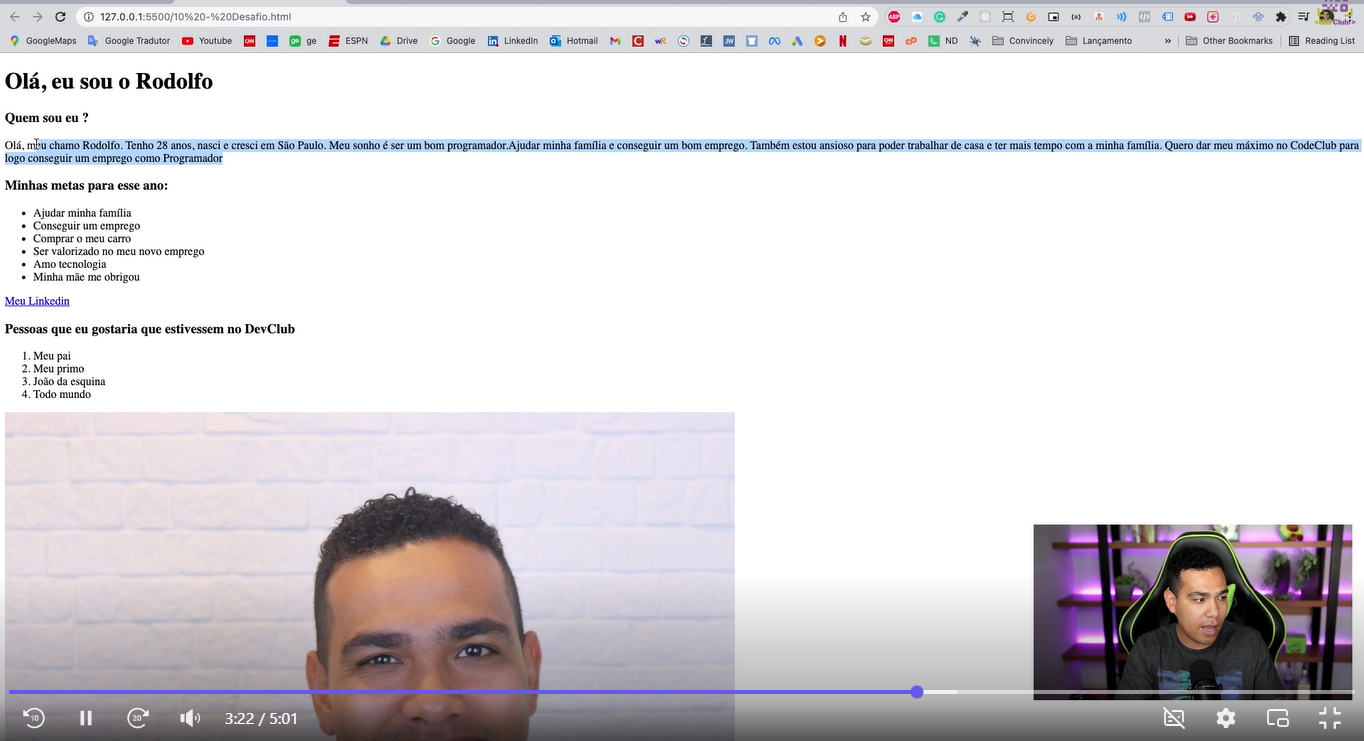 127.0.0.1:5500/10%20-%20Desafio.html
GoogleMaps Google Tradutor Youtube ge ESPN Drive Google LinkedIn Hotmail ND Convincely Lançamento » Other Bookmarks Reading List
Olá, eu sou o Rodolfo
Quem sou eu ?
Olá, meu chamo Rodolfo. Tenho 28 anos, nasci e cresci em São Paulo. Meu sonho é ser um bom programador.Ajudar minha família e conseguir um bom emprego. Também estou ansioso para poder trabalhar de casa e ter mais tempo com a minha família. Quero dar meu máximo no CodeClub para
logo conseguir um emprego como Programador
Minhas metas para esse ano:
Ajudar minha família
Conseguir um emprego
Comprar o meu carro
Ser valorizado no meu novo emprego
Amo tecnologia
Minha mãe me obrigou
Meu Linkedin
Pessoas que eu gostaria que estivessem no DevClub
1. Meu pai
2. Meu primo
3. João da esquina
4. Todo mundo
10 20 3:22 / 5:01